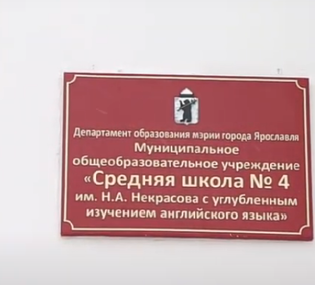 Департамент образования мэрии города Ярославля
Муниципальное
общеобразовательное учреждение
«Средняя школа № 4
им. Н.А. Некрасова с углубленным
изучением английского языка»